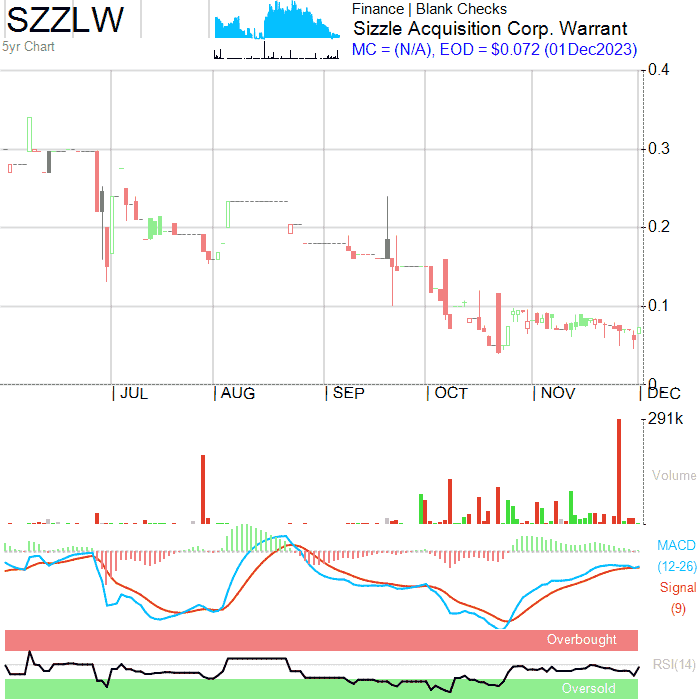 SZZLW
5yr Chart
Finance | Blank Checks
Sizzle Acquisition Corp. Warrant
MC = (N/A), EOD = $0.072 (01Dec2023)
0.4
0.3
0.2
0.1
0
| JUL | AUG | SEP | OCT | NOV | DEC
291k
Volume
MACD
(12-26)
Signal
(9)
Overbought
RSI(14)
Oversold